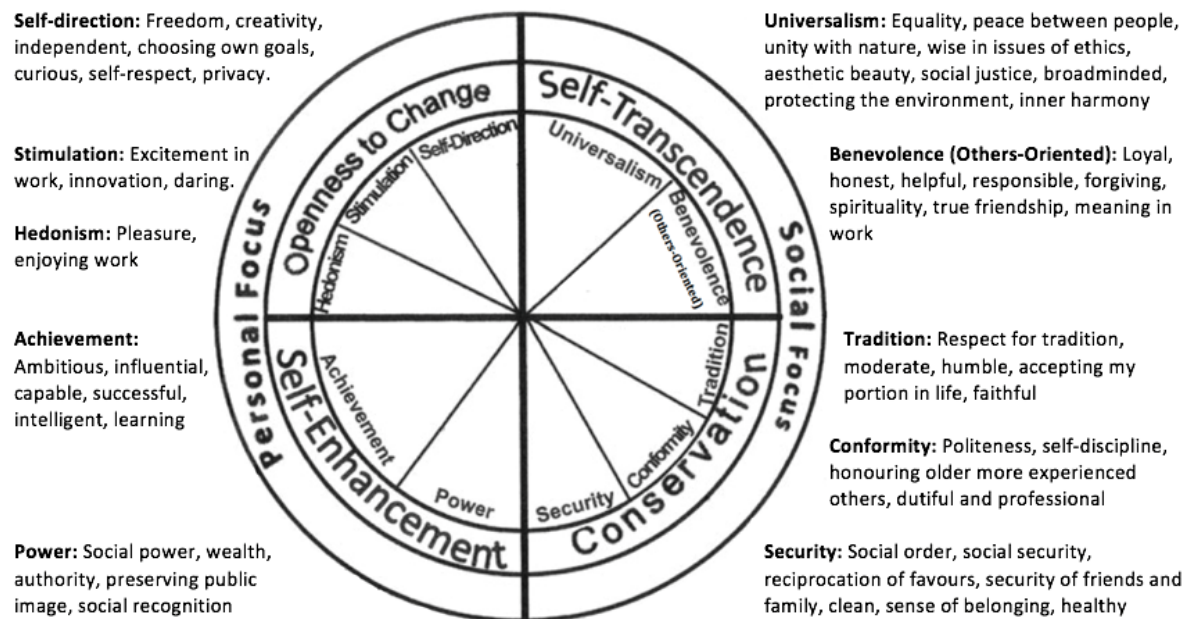 Self-direction: Freedom, creativity,
independent, choosing own goals,
curious, self-respect, privacy.
Stimulation: Excitement in
work, innovation, daring.
Hedonism: Pleasure,
enjoying work
Achievement:
Ambitious, influential,
capable, successful,
intelligent, learning
Power: Social power, wealth,
authority, preserving public
image, social recognition
Personal Focus
Openness to Change
Self-Transcendence
Social Focus
Self-Enhancement
Conservation
Self-Direction
Stimulation
Hedonism
Universalism
Benevolence
(Others-Oriented)
Achievement
Power
Tradition
Conformity
Security
Universalism: Equality, peace between people,
unity with nature, wise in issues of ethics,
aesthetic beauty, social justice, broadminded,
protecting the environment, inner harmony
Benevolence (Others-Oriented): Loyal,
honest, helpful, responsible, forgiving,
spirituality, true friendship, meaning in
work
Tradition: Respect for tradition,
moderate, humble, accepting my
portion in life, faithful
Conformity: Politeness, self-discipline,
honouring older more experienced
others, dutiful and professional
Security: Social order, social security,
reciprocation of favours, security of friends and
family, clean, sense of belonging, healthy